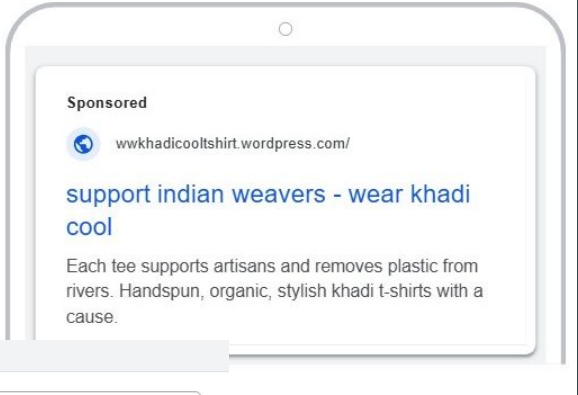 Sponsored
wwkhadicooltshirt.wordpress.com/
support indian weavers - wear khadi
cool
Each tee supports artisans and removes plastic from
rivers. Handspun, organic, stylish khadi t-shirts with a
cause.